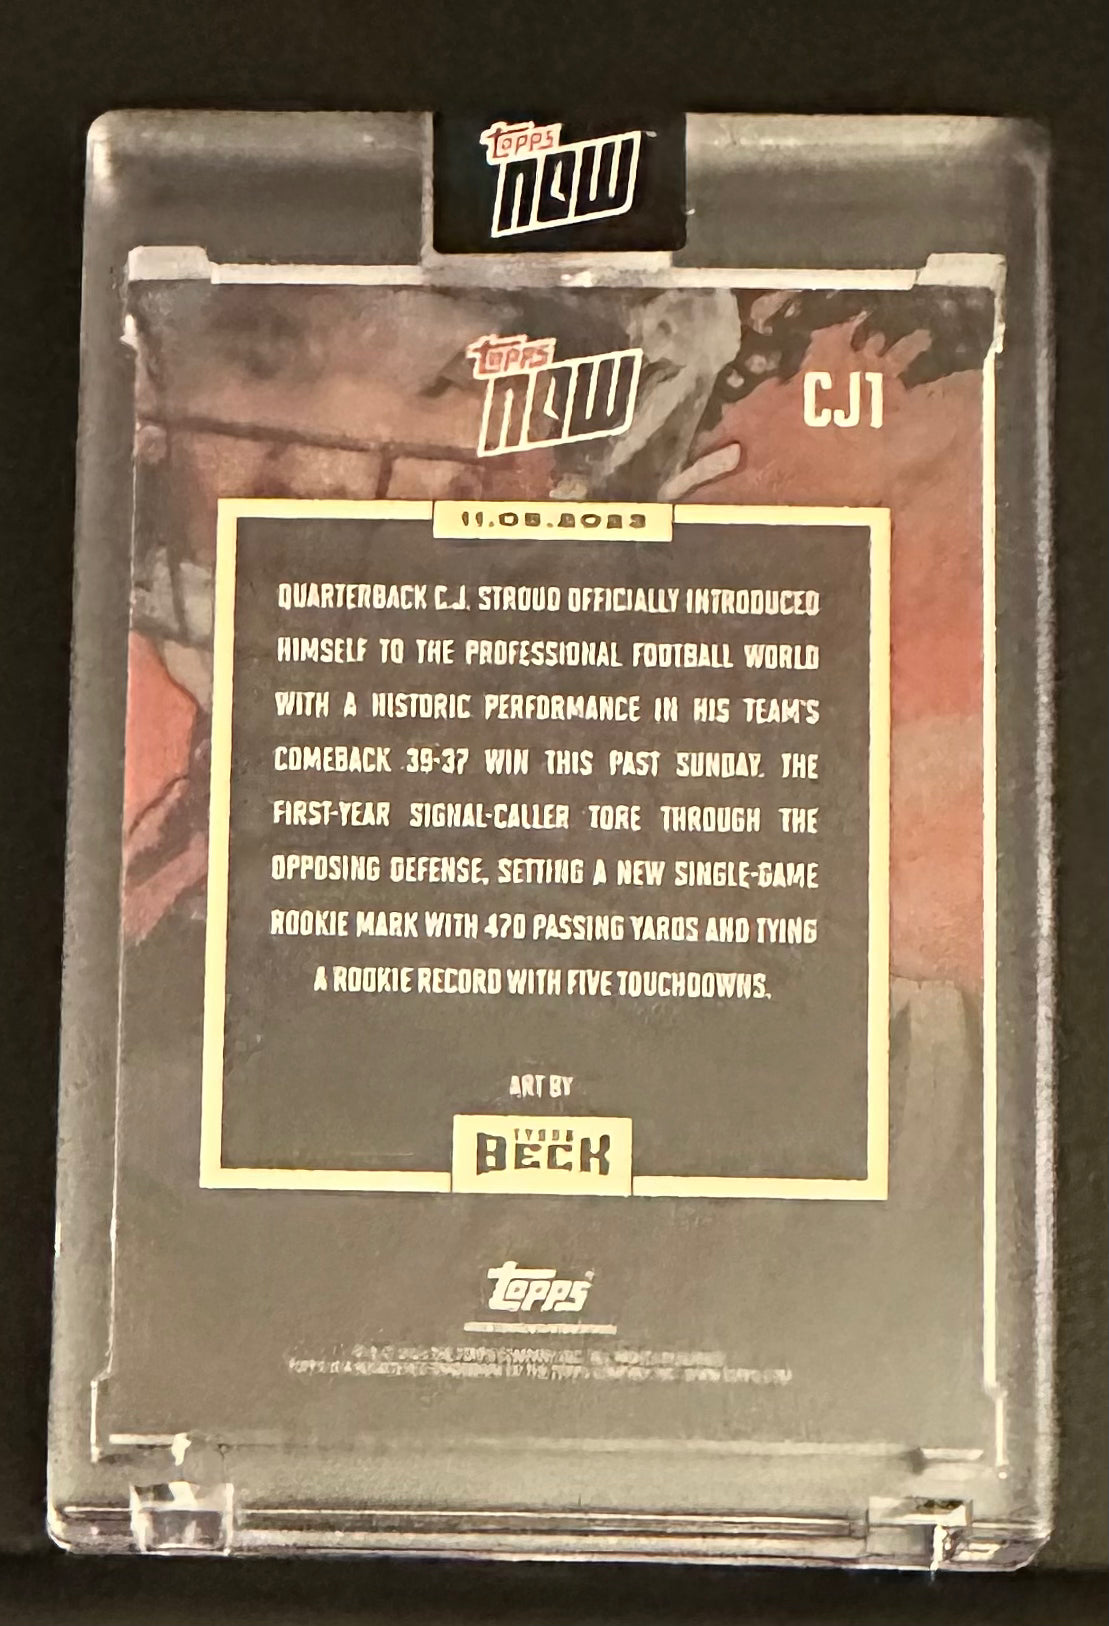 topps
now
topps
now
CJ1
11.05.2023
QUARTERBACK C.J. STROUD OFFICIALLY INTRODUCED
HIMSELF TO THE PROFESSIONAL FOOTBALL WORLD
WITH A HISTORIC PERFORMANCE IN HIS TEAM'S
COMEBACK 39-37 WIN THIS PAST SUNDAY. THE
FIRST-YEAR SIGNAL-CALLER TORE THROUGH THE
OPPOSING DEFENSE, SETTING A NEW SINGLE-GAME
ROOKIE MARK WITH 470 PASSING YARDS AND TYING
A ROOKIE RECORD WITH FIVE TOUCHDOWNS.
ART BY
TYSON
BECK
topps